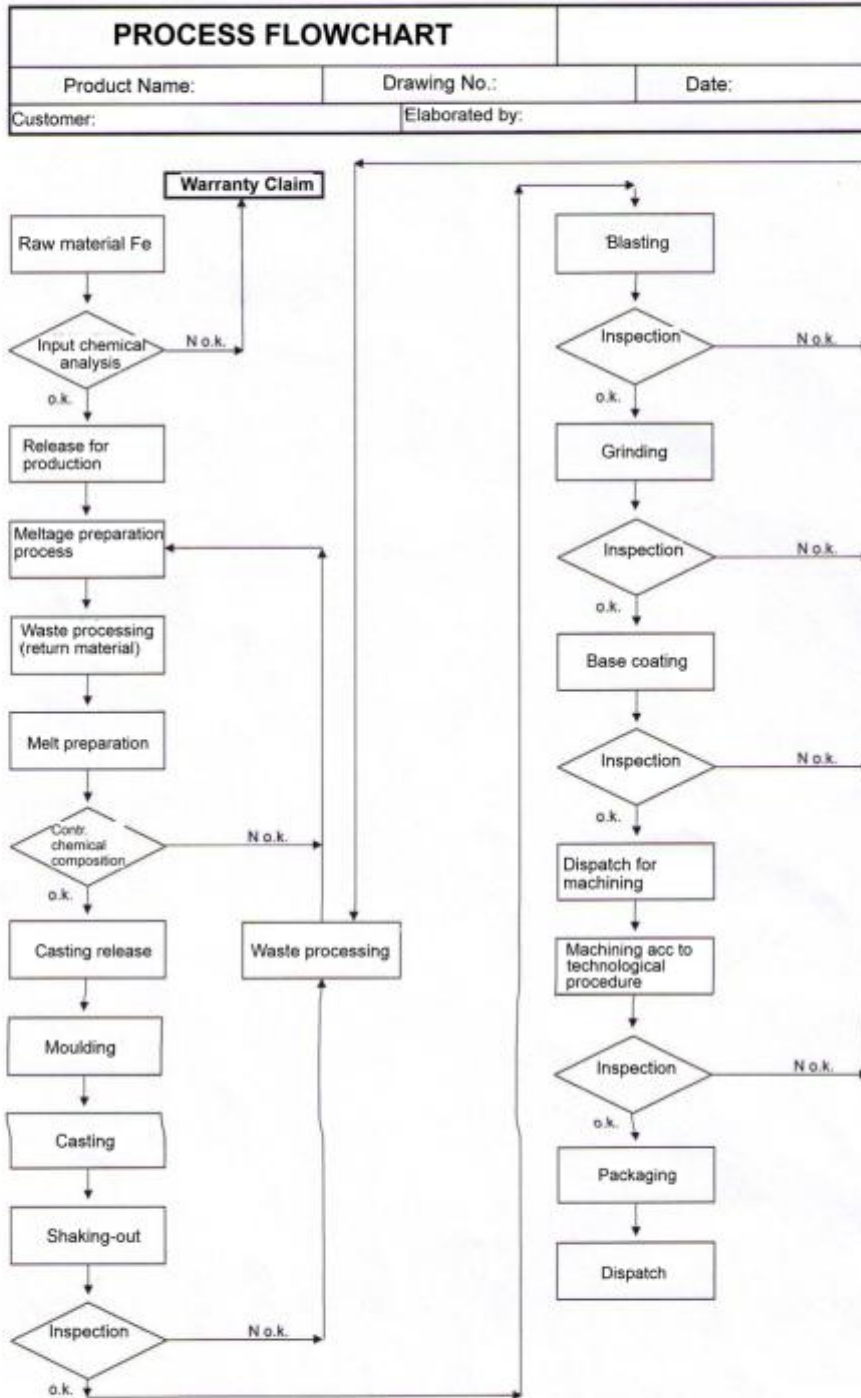 PROCESS FLOWCHART
Product Name:
Drawing No.:
Date:
Customer:
Elaborated by:
Warranty Claim
Raw material Fe
Input chemical
analysis
N o.k.
o.k.
Release for
production
Meltage preparation
process
Waste processing
(return material)
Melt preparation
Contr.
chemical
composition
N o.k.
o.k.
Casting release
Waste processing
Moulding
Casting
Shaking-out
Inspection
N o.k.
o.k.
Blasting
Inspection
N o.k.
o.k.
Grinding
Inspection
N o.k.
o.k.
Base coating
Inspection
N o.k.
o.k.
Dispatch for
machining
Machining acc to
technological
procedure
Inspection
N o.k.
o.k.
Packaging
Dispatch